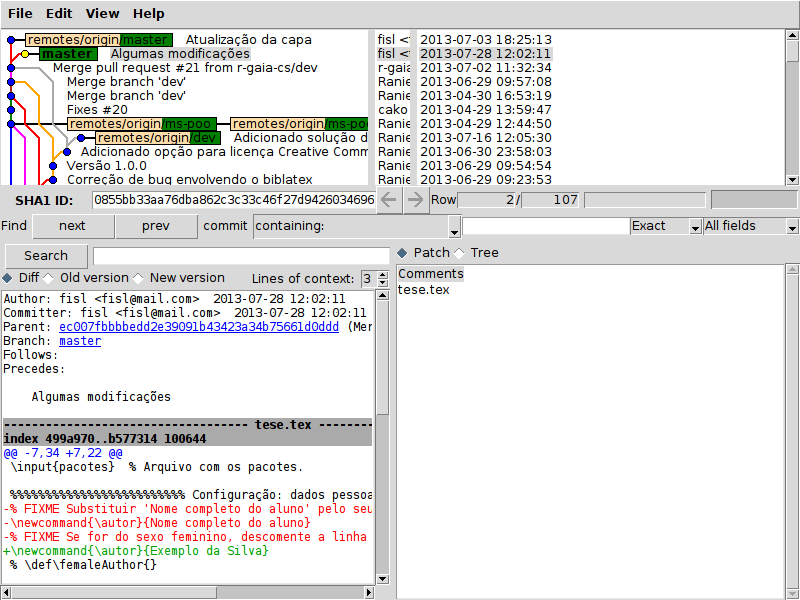 File Edit View Help
remotes/origin/master Atualização da capa fisl <f 2013-07-03 18:25:13
master Algumas modificações fisl <f 2013-07-28 12:02:11
Merge pull request #21 from r-gaia-cs/dev r-gaia 2013-07-02 11:32:34
Merge branch 'dev' Ranie 2013-06-29 09:57:08
Merge branch 'dev' Ranie 2013-04-30 16:53:19
Fixes #20 cako 2013-04-29 13:59:47
remotes/origin/ms-poo remotes/origin/ms-po Ranie 2013-04-29 12:44:50
remotes/origin/dev Adicionado solução d Ranie 2013-07-16 12:05:30
Adicionado opção para licença Creative Comm Ranie 2013-06-30 23:58:03
Versão 1.0.0 Ranie 2013-06-29 09:54:54
Correção de bug envolvendo o biblatex Ranie 2013-06-29 09:23:53
SHA1 ID: 0855bb33aa76dba862c3c33c46f27d9426034696 Row 2 / 107
Find next prev commit containing: Exact All fields
Search
Patch Tree
Diff Old version New version Lines of context: 3
Comments
tese.tex
Author: fisl <fisl@mail.com> 2013-07-28 12:02:11
Committer: fisl <fisl@mail.com> 2013-07-28 12:02:11
Parent: ec007fbbbbedd2e39091b43423a34b75661d0ddd (Mer
Branch: master
Follows:
Precedes:
Algumas modificações
---------------------------------- tese.tex --------
index 499a970..b577314 100644
@@ -7,34 +7,22 @@
\input{pacotes} % Arquivo com os pacotes.
%%%%%%%%%%%%%%%%%%%%%%%%% Configuração: dados pessoa
-% FIXME Substituir 'Nome completo do aluno' pelo seu
-\newcommand{\autor}{Nome completo do aluno}
-% FIXME Se for do sexo feminino, descomente a linha
+\newcommand{\autor}{Exemplo da Silva}
% \def\femaleAuthor{}